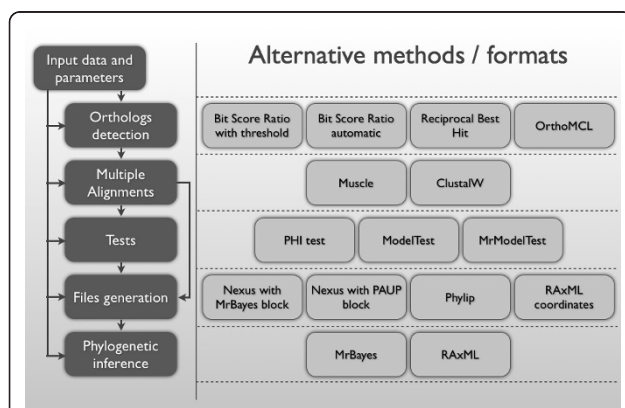 Input data and
parameters
Alternative methods / formats
Orthologs
detection
Bit Score Ratio
with threshold
Bit Score Ratio
automatic
Reciprocal Best
Hit
OrthoMCL
Multiple
Alignments
Muscle
ClustalW
Tests
PHI test
ModelTest
MrModelTest
Files generation
Nexus with
MrBayes block
Nexus with PAUP
block
Phylip
RAxML
coordinates
Phylogenetic
inference
MrBayes
RAxML